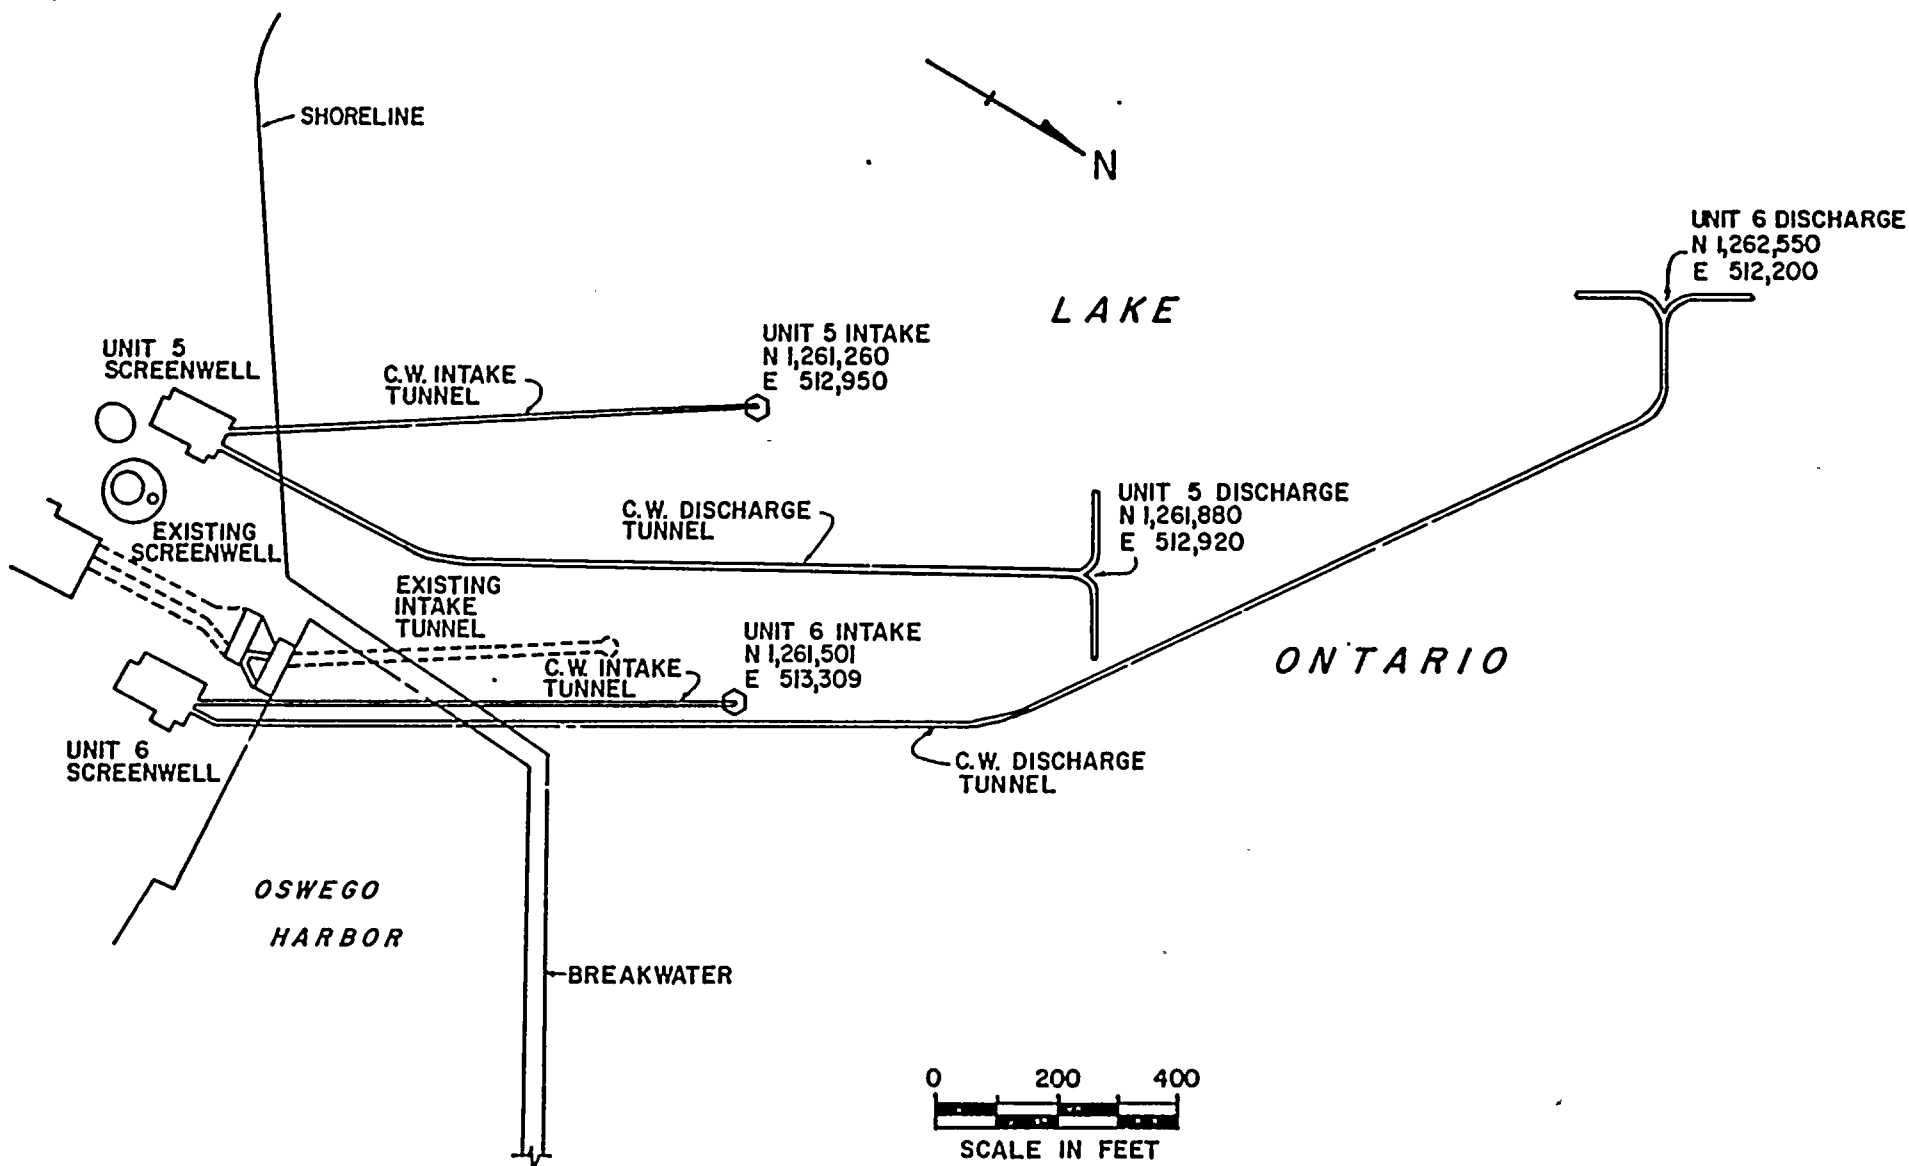 SHORELINE
N
UNIT 6 DISCHARGE
N 1,262,550
E 512,200
LAKE
UNIT 5
SCREENWELL
C.W. INTAKE
TUNNEL
UNIT 5 INTAKE
N 1,261,260
E 512,950
C.W. DISCHARGE
TUNNEL
UNIT 5 DISCHARGE
N 1,261,880
E 512,920
EXISTING
SCREENWELL
EXISTING
INTAKE
TUNNEL
UNIT 6 INTAKE
N 1,261,501
E 513,309
C.W. INTAKE
TUNNEL
ONTARIO
UNIT 6
SCREENWELL
C.W. DISCHARGE
TUNNEL
OSWEGO
HARBOR
BREAKWATER
0 200 400
SCALE IN FEET